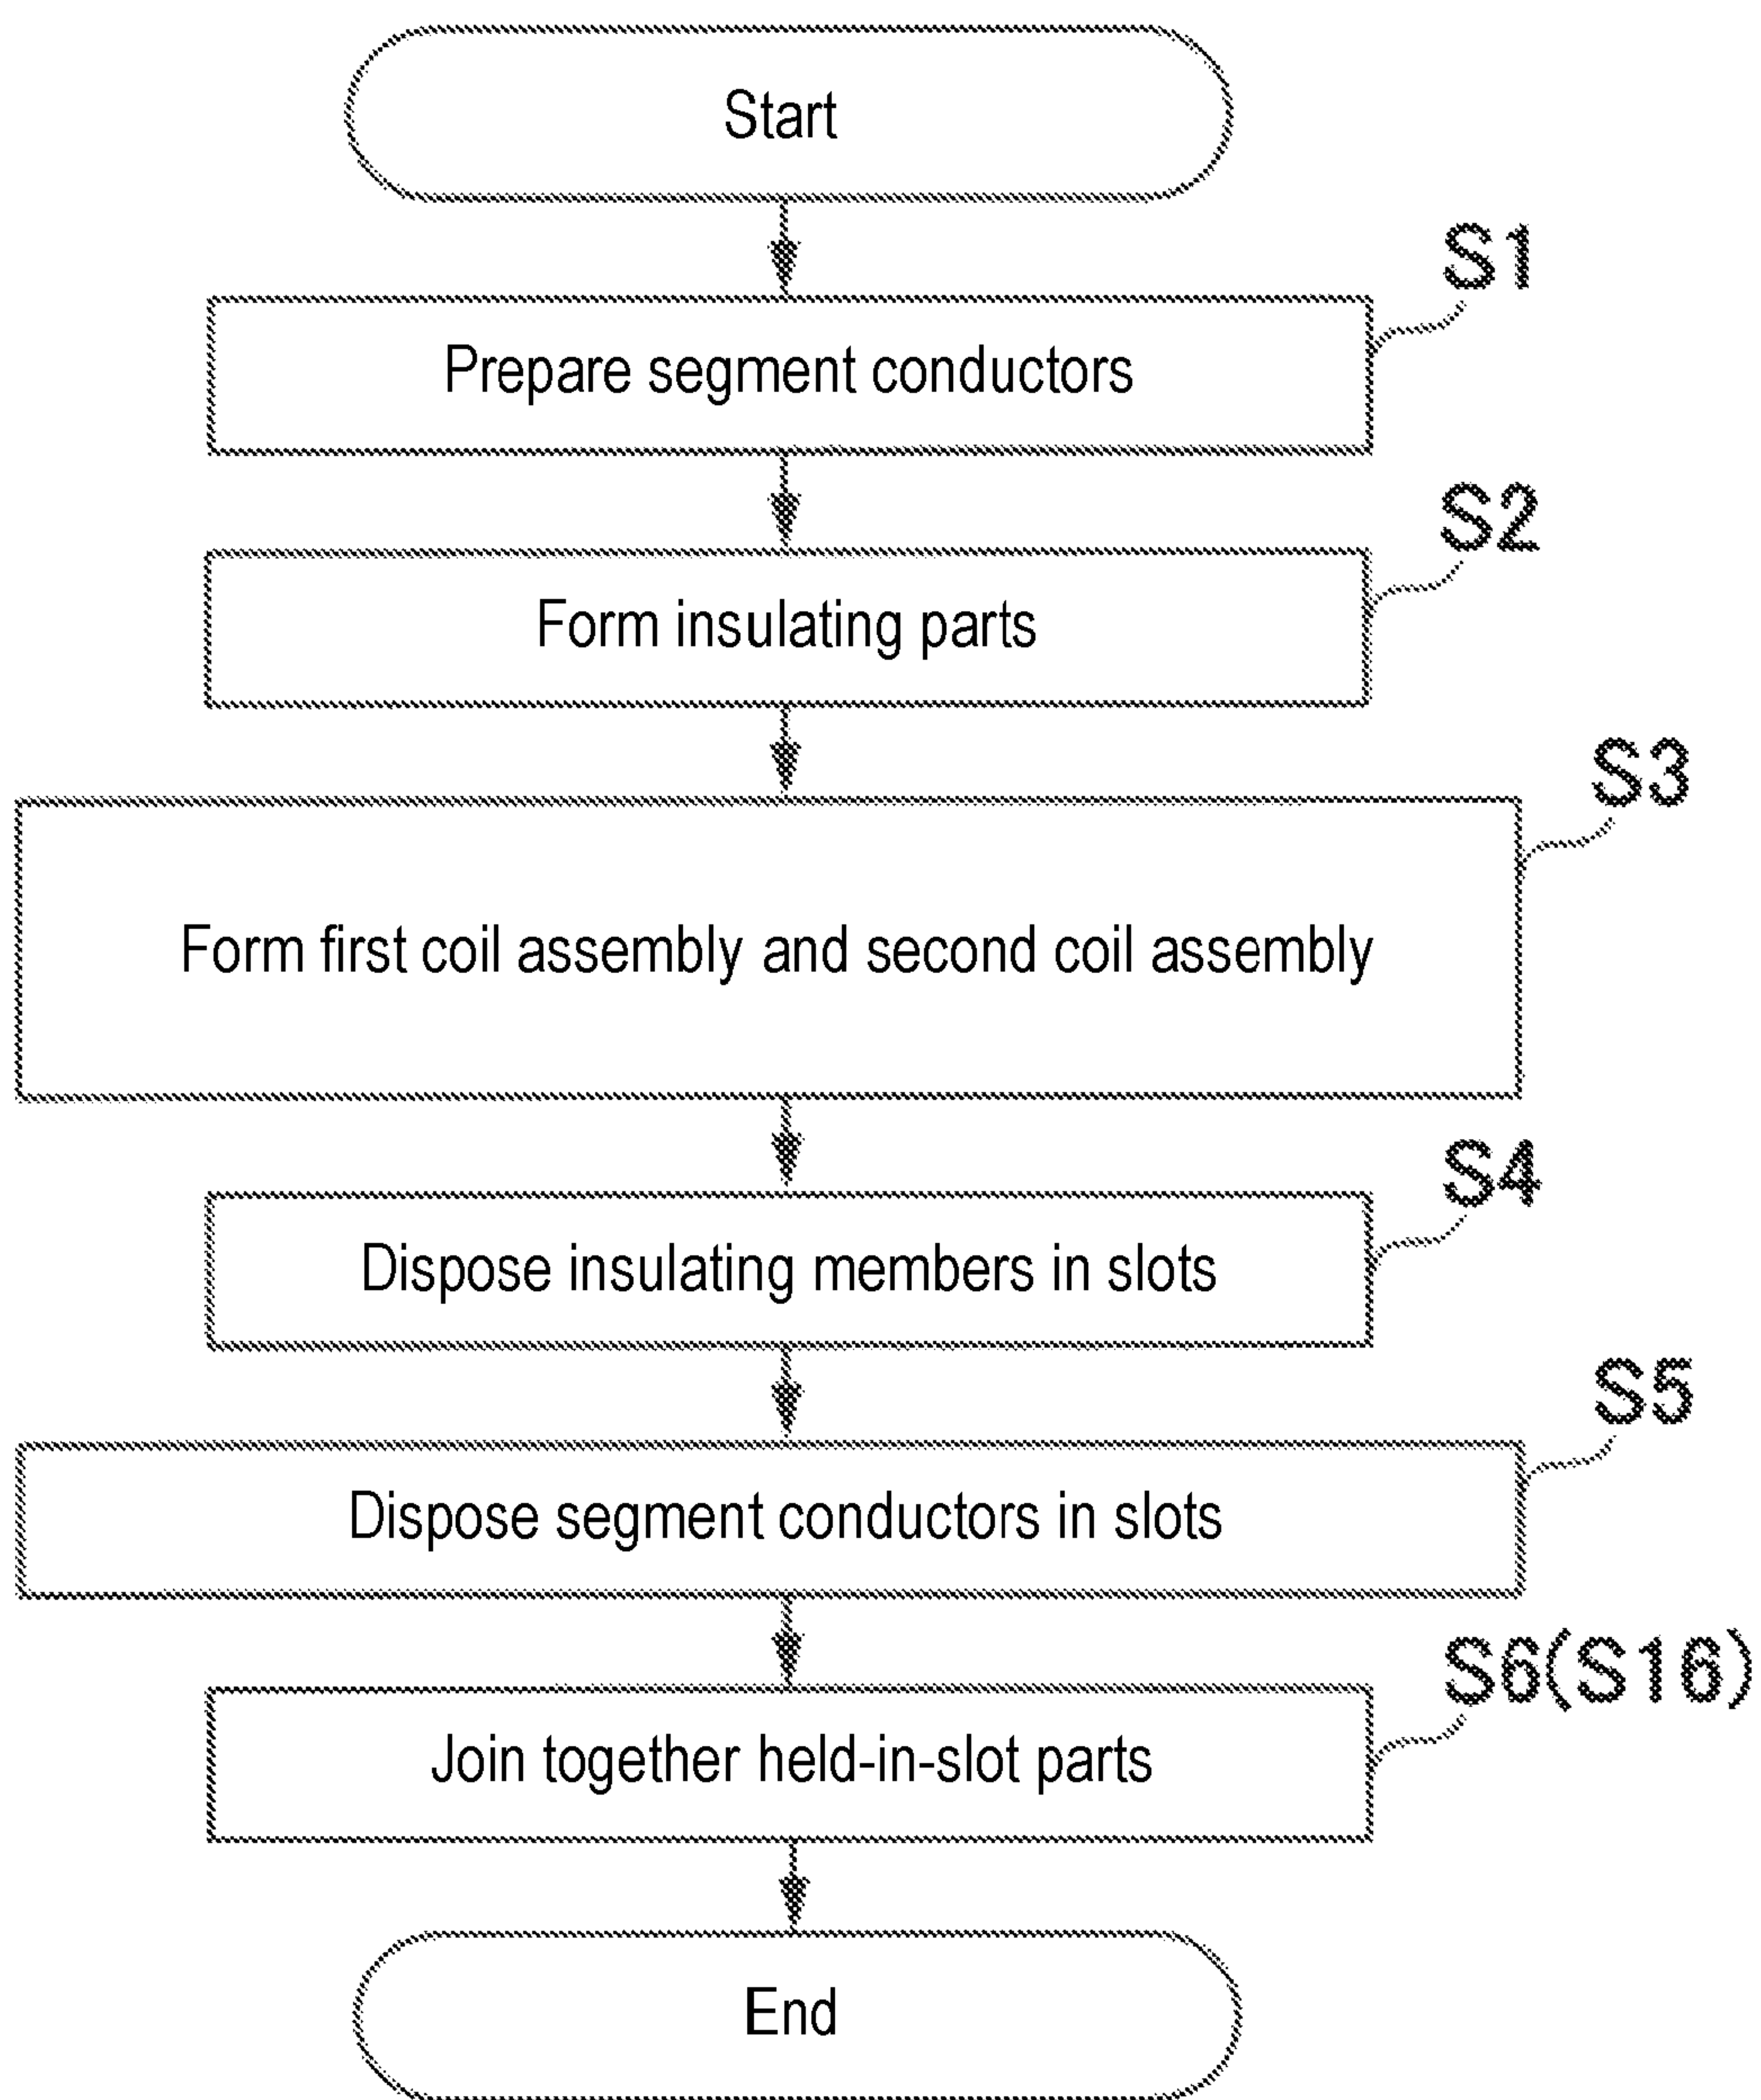 Start
S1
Prepare segment conductors
S2
Form insulating parts
S3
Form first coil assembly and second coil assembly
S4
Dispose insulating members in slots
S5
Dispose segment conductors in slots
S6(S16)
Join together held-in-slot parts
End